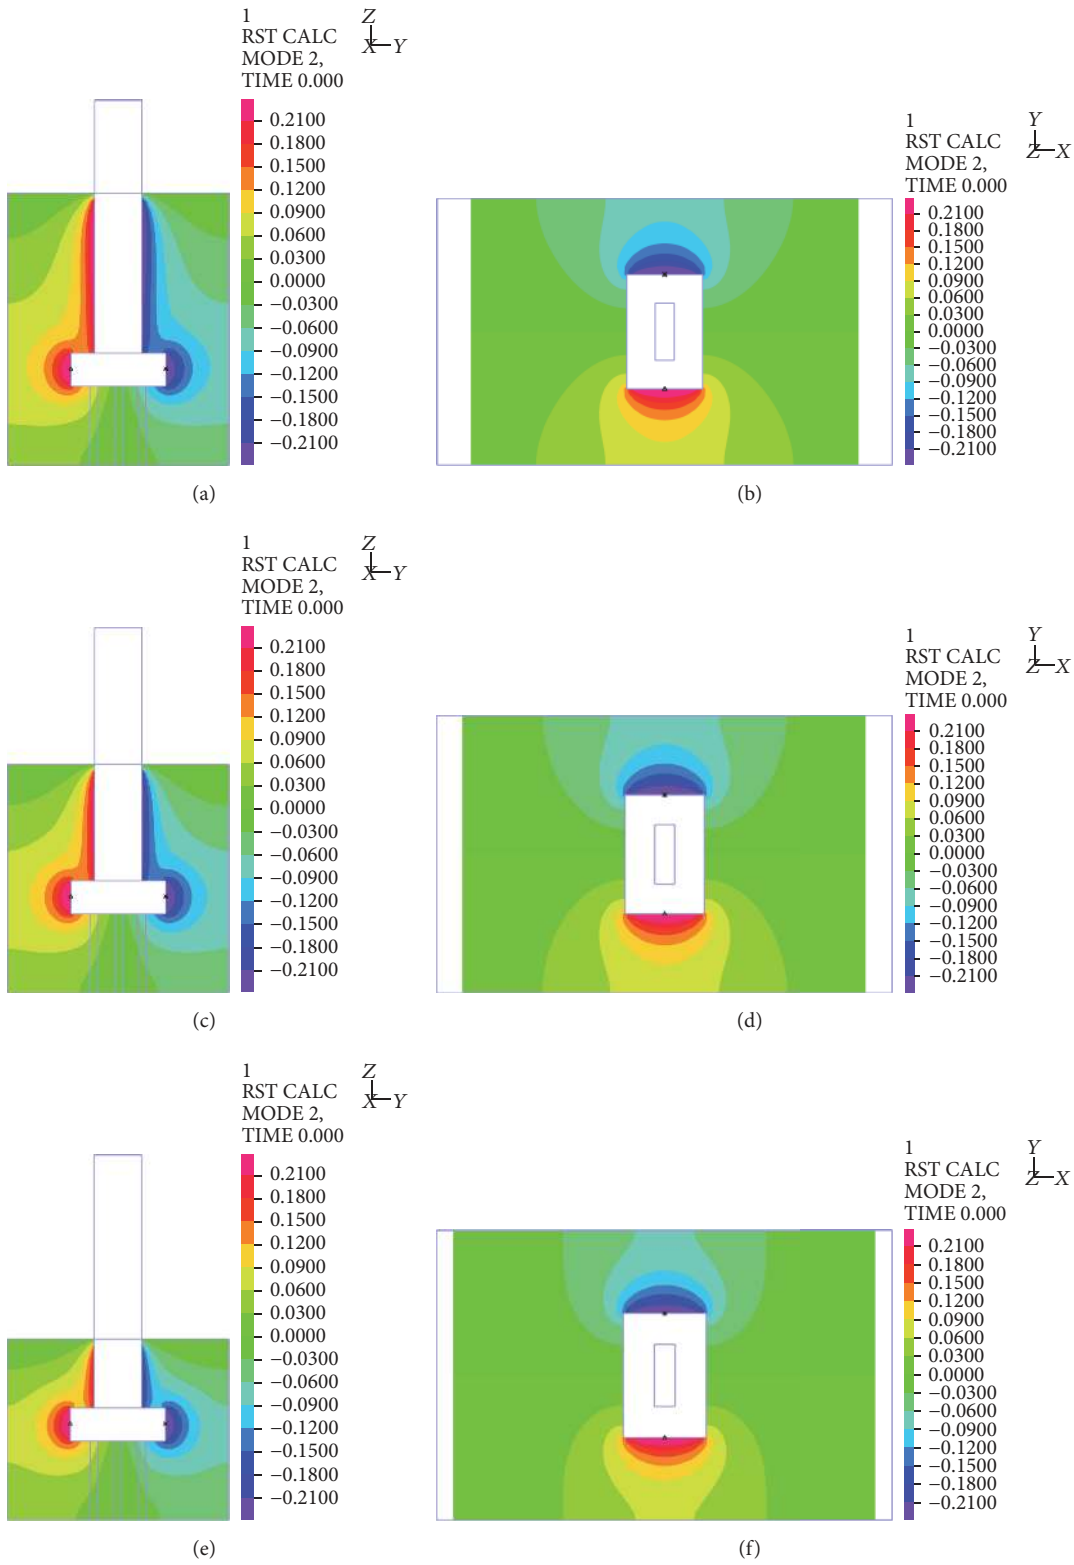 1
RST CALC
MODE 2,
TIME 0.000
Z
X Y
0.2100
0.1800
0.1500
0.1200
0.0900
0.0600
0.0300
0.0000
−0.0300
−0.0600
−0.0900
−0.1200
−0.1500
−0.1800
−0.2100
(a)
1
RST CALC
MODE 2,
TIME 0.000
Y
Z X
0.2100
0.1800
0.1500
0.1200
0.0900
0.0600
0.0300
0.0000
−0.0300
−0.0600
−0.0900
−0.1200
−0.1500
−0.1800
−0.2100
(b)
1
RST CALC
MODE 2,
TIME 0.000
Z
X Y
0.2100
0.1800
0.1500
0.1200
0.0900
0.0600
0.0300
0.0000
−0.0300
−0.0600
−0.0900
−0.1200
−0.1500
−0.1800
−0.2100
(c)
1
RST CALC
MODE 2,
TIME 0.000
Y
Z X
0.2100
0.1800
0.1500
0.1200
0.0900
0.0600
0.0300
0.0000
−0.0300
−0.0600
−0.0900
−0.1200
−0.1500
−0.1800
−0.2100
(d)
1
RST CALC
MODE 2,
TIME 0.000
Z
X Y
0.2100
0.1800
0.1500
0.1200
0.0900
0.0600
0.0300
0.0000
−0.0300
−0.0600
−0.0900
−0.1200
−0.1500
−0.1800
−0.2100
(e)
1
RST CALC
MODE 2,
TIME 0.000
Y
Z X
0.2100
0.1800
0.1500
0.1200
0.0900
0.0600
0.0300
0.0000
−0.0300
−0.0600
−0.0900
−0.1200
−0.1500
−0.1800
−0.2100
(f)